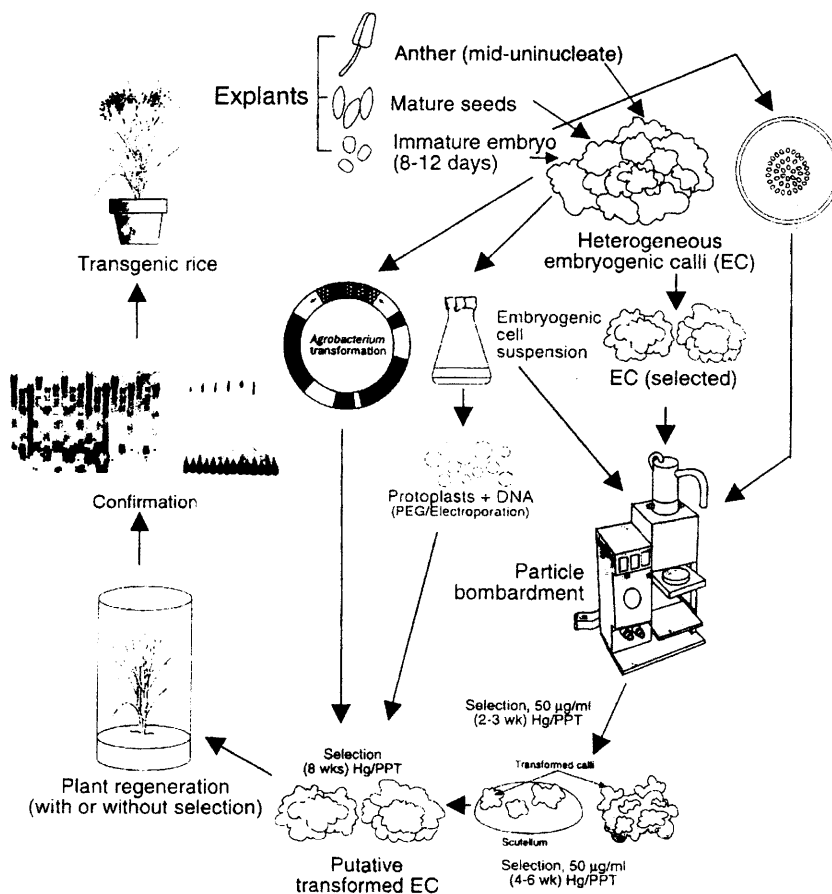 Explants
Anther (mid-uninucleate)
Mature seeds
Immature embryo
(8-12 days)
Heterogeneous
embryogenic calli (EC)
Transgenic rice
Agrobacterium
transformation
Embryogenic
cell
suspension
EC (selected)
Protoplasts + DNA
(PEG/Electroporation)
Confirmation
Particle
bombardment
Selection, 50 µg/ml
(2-3 wk) Hg/PPT
Selection
(8 wks) Hg/PPT
Transformed calli
Plant regeneration
(with or without selection)
Scutellum
Putative
transformed EC
Selection, 50 µg/ml
(4-6 wk) Hg/PPT